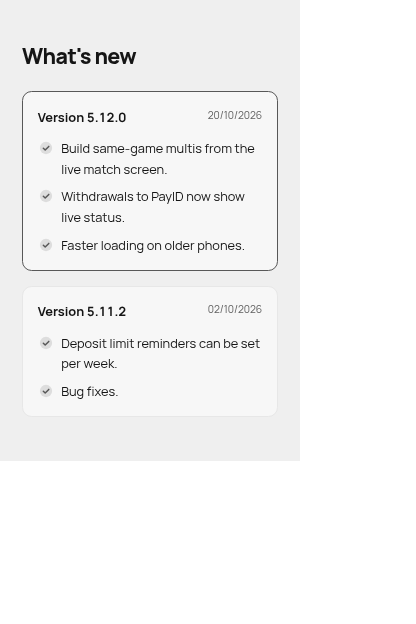 What's new
Version 5.12.0
20/10/2026
Build same-game multis from the
live match screen.
Withdrawals to PayID now show
live status.
Faster loading on older phones.
Version 5.11.2
02/10/2026
Deposit limit reminders can be set
per week.
Bug fixes.